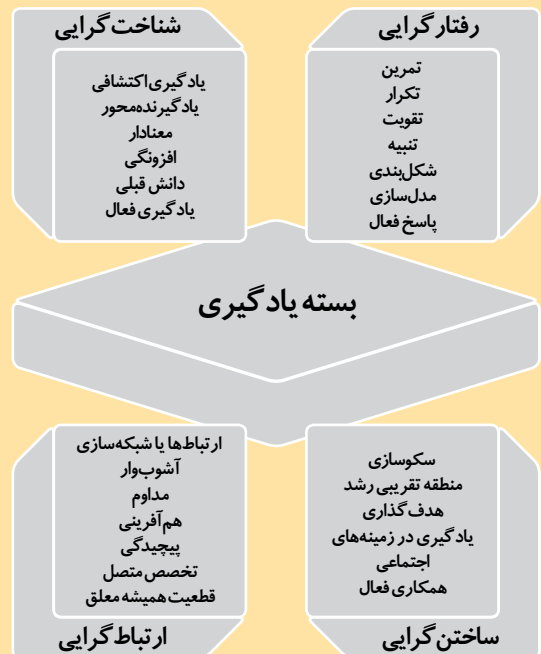 رفتارگرایی
تمرین
تکرار
تقویت
تنبیه
شکل‌بندی
مدل‌سازی
پاسخ فعال
شناخت‌گرایی
یادگیری اکتشافی
یادگیرنده‌محور
معنادار
افزونگی
دانش قبلی
یادگیری فعال
بسته یادگیری
سکوسازی
منطقه تقریبی رشد
هدف‌گذاری
یادگیری در زمینه‌های
اجتماعی
همکاری فعال
ساختن‌گرایی
ارتباط‌ها یا شبکه‌سازی
آشوب‌وار
مداوم
هم‌آفرینی
پیچیدگی
تخصص متصل
قطعیت همیشه معلق
ارتباط‌گرایی